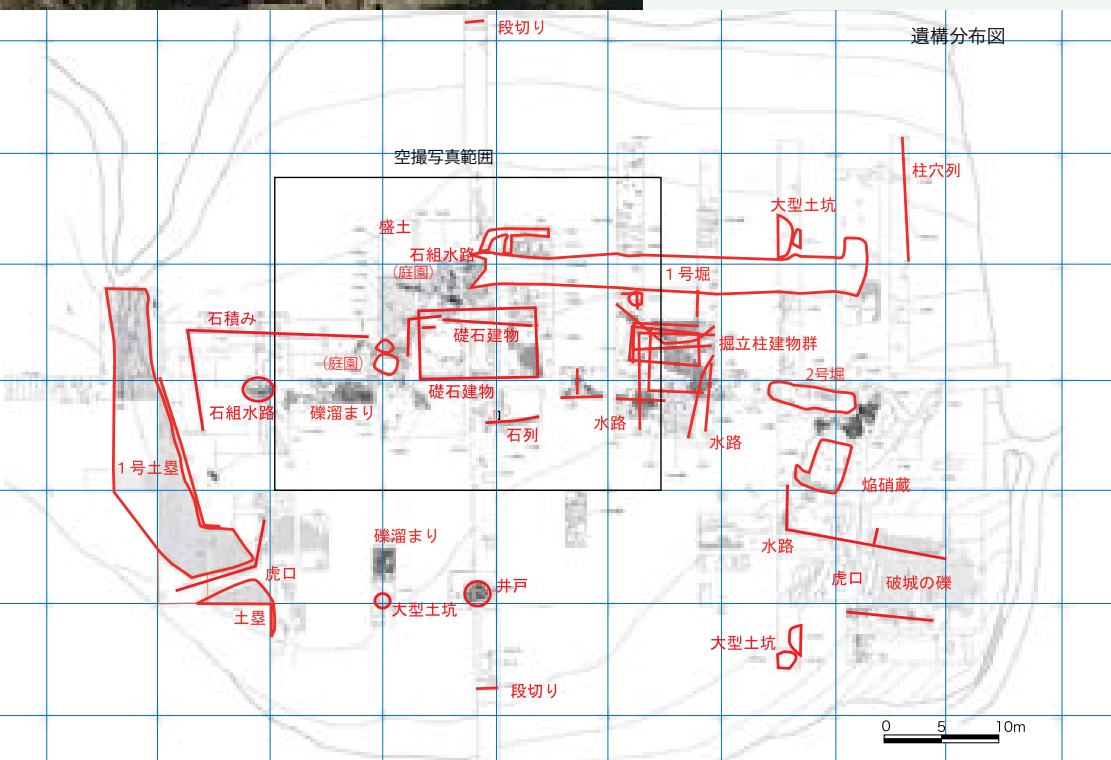 段切り
遺構分布図
空撮写真範囲
柱穴列
大型土坑
盛土
石組水路
(庭園)
1号堀
石積み
礎石建物
掘立柱建物群
(庭園)
2号堀
礎石建物
石組水路
礫溜まり
水路
石列
水路
1号土塁
焔硝蔵
礫溜まり
水路
虎口
虎口
破城の礫
井戸
大型土坑
土塁
大型土坑
段切り
0 5 10m